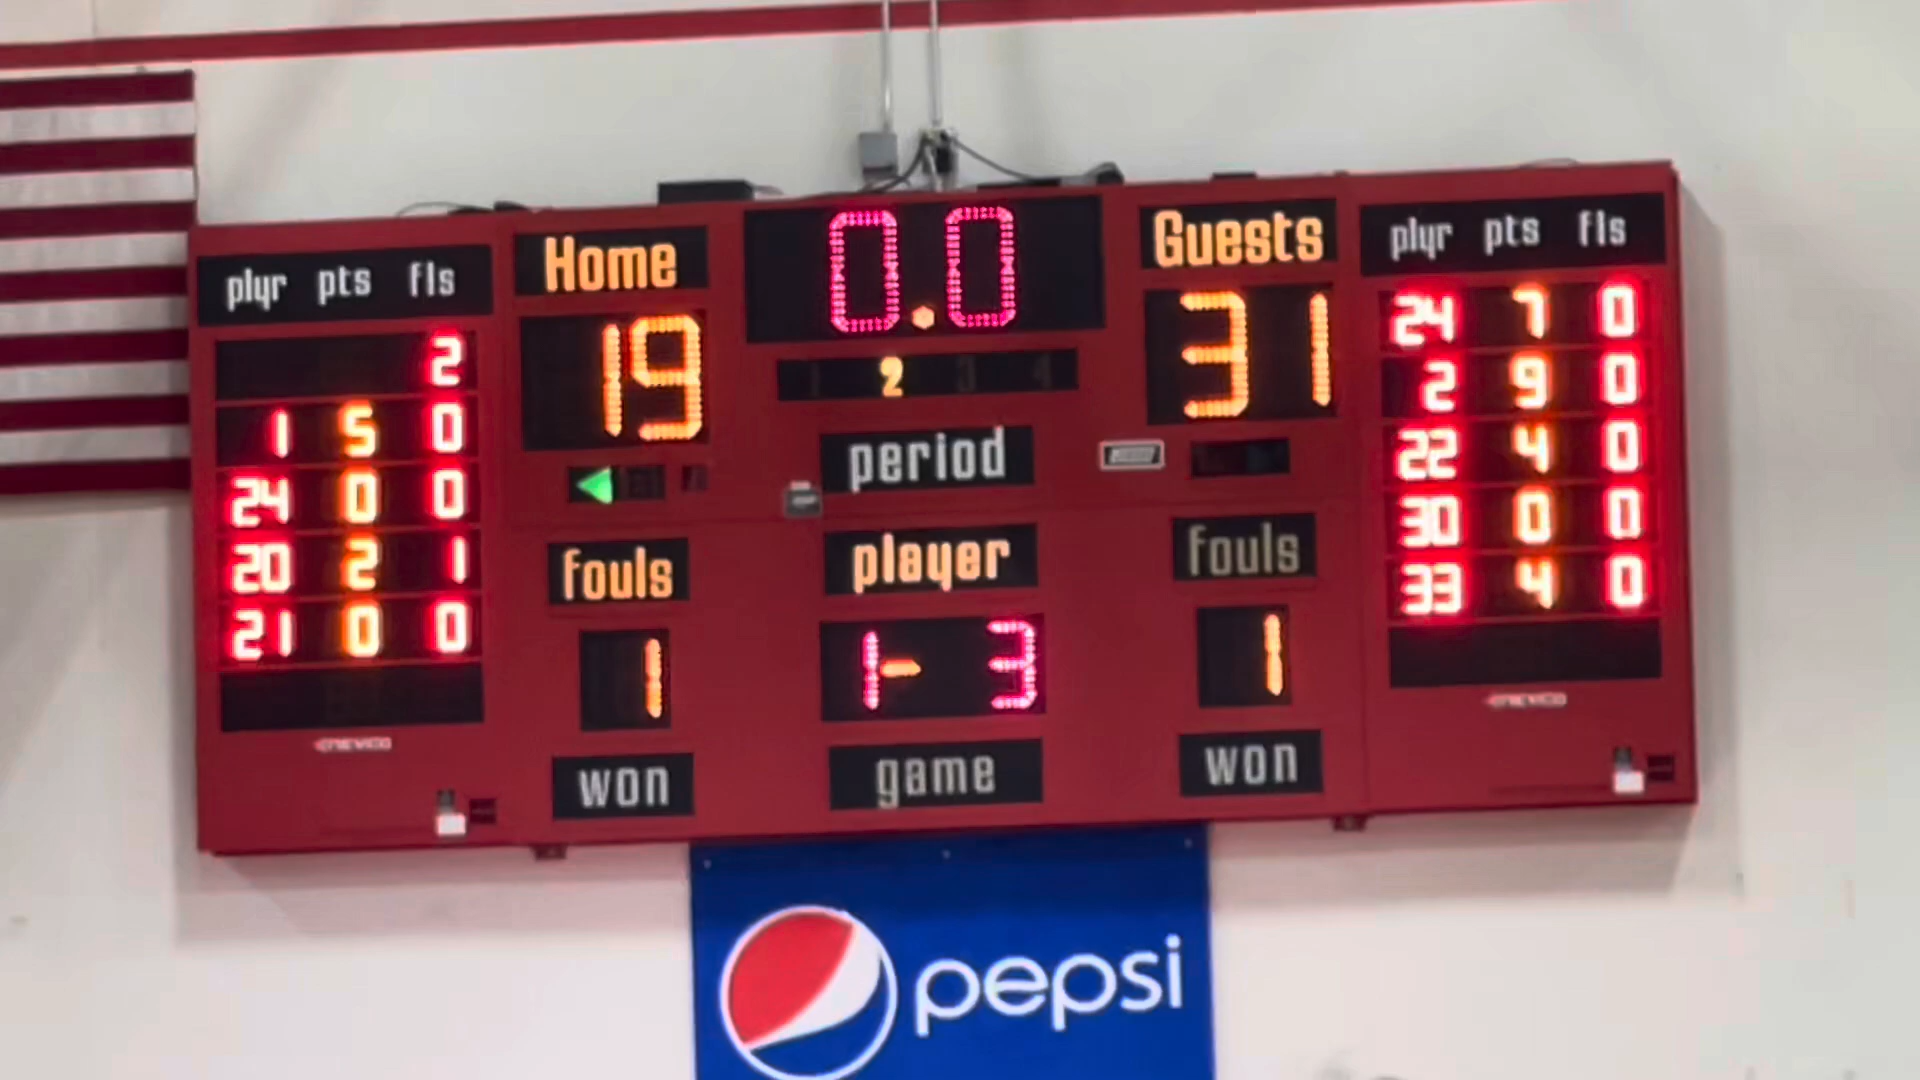 Home 0.0 Guests
plyr pts fls
19
31
plyr pts fls
2
1 5 0
24 0 0
20 2 1
21 0 0
2
period
fouls player fouls
1 1- 3 1
won game won
24 7 0
2 9 0
22 4 0
30 0 0
33 4 0
NEVCO
NEVCO
pepsi